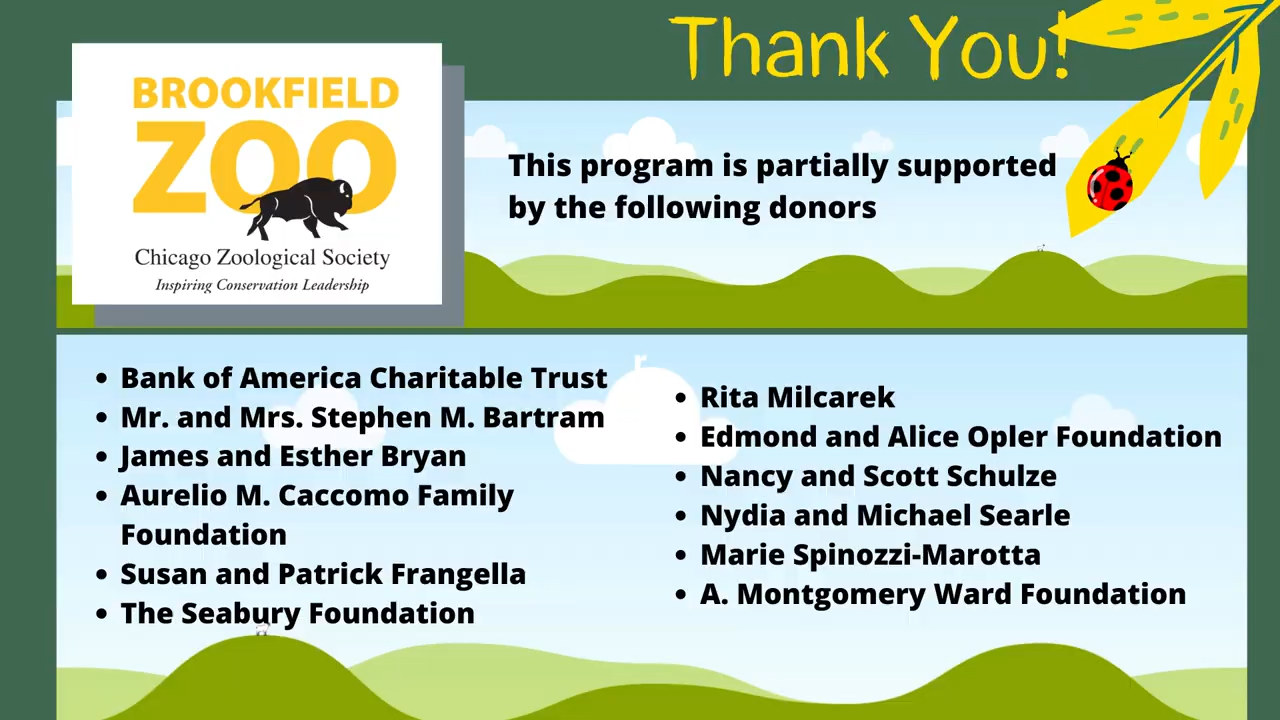 Thank You!
BROOKFIELD
ZOO
Chicago Zoological Society
Inspiring Conservation Leadership
This program is partially supported
by the following donors
• Bank of America Charitable Trust
• Mr. and Mrs. Stephen M. Bartram
• James and Esther Bryan
• Aurelio M. Caccomo Family
Foundation
• Susan and Patrick Frangella
• The Seabury Foundation
r
• Rita Milcarek
• Edmond and Alice Opler Foundation
• Nancy and Scott Schulze
• Nydia and Michael Searle
• Marie Spinozzi-Marotta
• A. Montgomery Ward Foundation